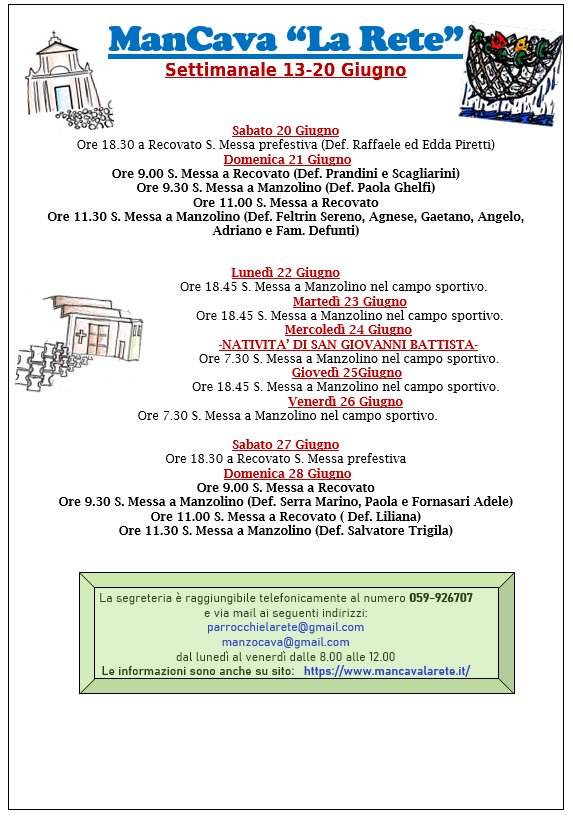 ManCava “La Rete”
Settimanale 13-20 Giugno
Sabato 20 Giugno
Ore 18.30 a Recovato S. Messa prefestiva (Def. Raffaele ed Edda Piretti)
Domenica 21 Giugno
Ore 9.00 S. Messa a Recovato (Def. Prandini e Scagliarini)
Ore 9.30 S. Messa a Manzolino (Def. Paola Ghelfi)
Ore 11.00 S. Messa a Recovato
Ore 11.30 S. Messa a Manzolino (Def. Feltrin Sereno, Agnese, Gaetano, Angelo,
Adriano e Fam. Defunti)
Lunedì 22 Giugno
Ore 18.45 S. Messa a Manzolino nel campo sportivo.
Martedì 23 Giugno
Ore 18.45 S. Messa a Manzolino nel campo sportivo.
Mercoledì 24 Giugno
-NATIVITA' DI SAN GIOVANNI BATTISTA-
Ore 7.30 S. Messa a Manzolino nel campo sportivo.
Giovedì 25Giugno
Ore 18.45 S. Messa a Manzolino nel campo sportivo.
Venerdì 26 Giugno
Ore 7.30 S. Messa a Manzolino nel campo sportivo.
Sabato 27 Giugno
Ore 18.30 a Recovato S. Messa prefestiva
Domenica 28 Giugno
Ore 9.00 S. Messa a Recovato
Ore 9.30 S. Messa a Manzolino (Def. Serra Marino, Paola e Fornasari Adele)
Ore 11.00 S. Messa a Recovato ( Def. Liliana)
Ore 11.30 S. Messa a Manzolino (Def. Salvatore Trigila)
La segreteria è raggiungibile telefonicamente al numero 059-926707
e via mail ai seguenti indirizzi:
parrocchielarete@gmail.com
manzocava@gmail.com
dal lunedì al venerdì dalle 8.00 alle 12.00
Le informazioni sono anche su sito: https://www.mancavalarete.it/